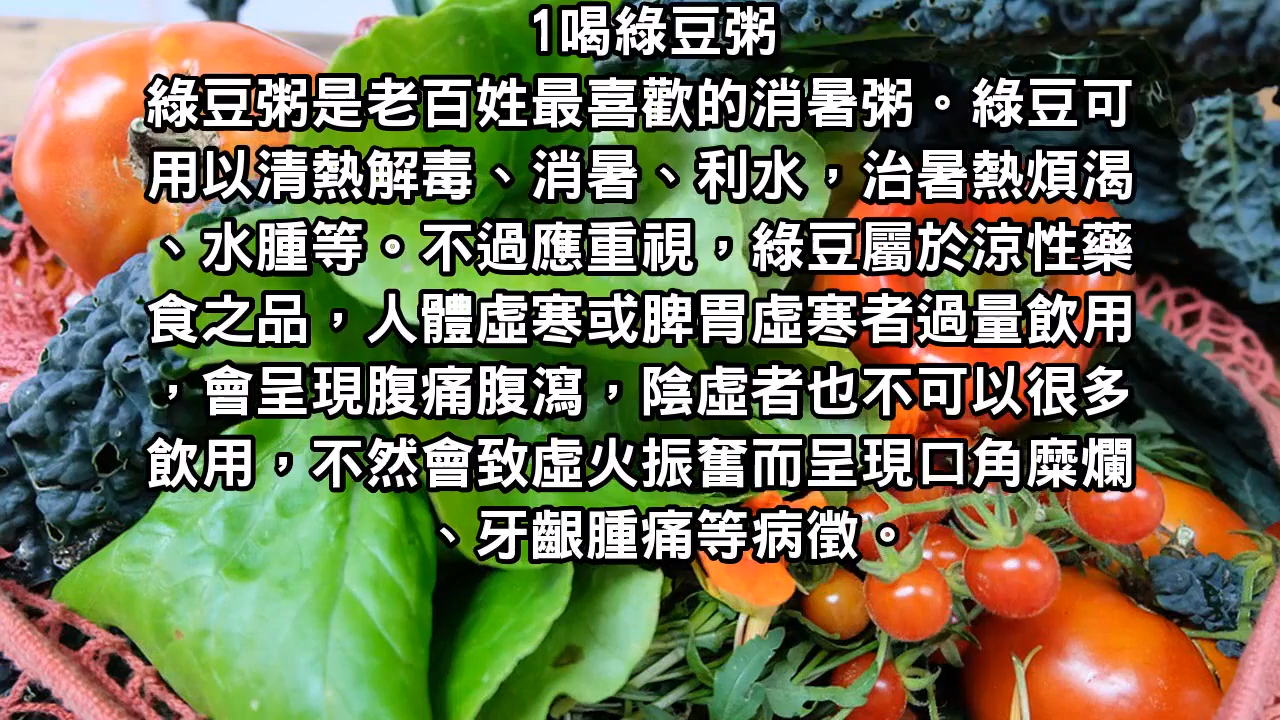 1喝綠豆粥
綠豆粥是老百姓最喜歡的消暑粥。綠豆可
用以清熱解毒、消暑、利水，治暑熱煩渴
、水腫等。不過應重視，綠豆屬於涼性藥
食之品，人體虛寒或脾胃虛寒者過量飲用
，會呈現腹痛腹瀉，陰虛者也不可以很多
飲用，不然會致虛火振奮而呈現口角糜爛
、牙齦腫痛等病徵。